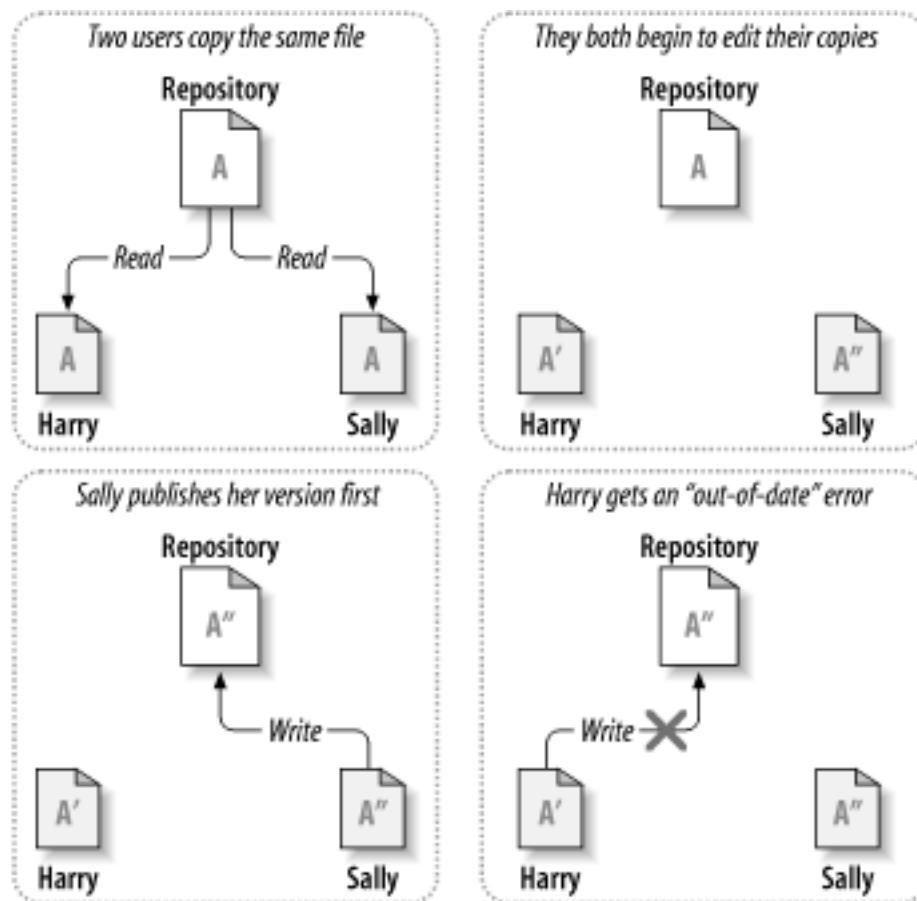 Two users copy the same file
Repository
A
Read
Read
A
A
Harry
Sally
They both begin to edit their copies
Repository
A
A'
A"
Harry
Sally
Sally publishes her version first
Repository
A"
Write
A'
A"
Harry
Sally
Harry gets an “out-of-date” error
Repository
A"
Write
A'
A"
Harry
Sally